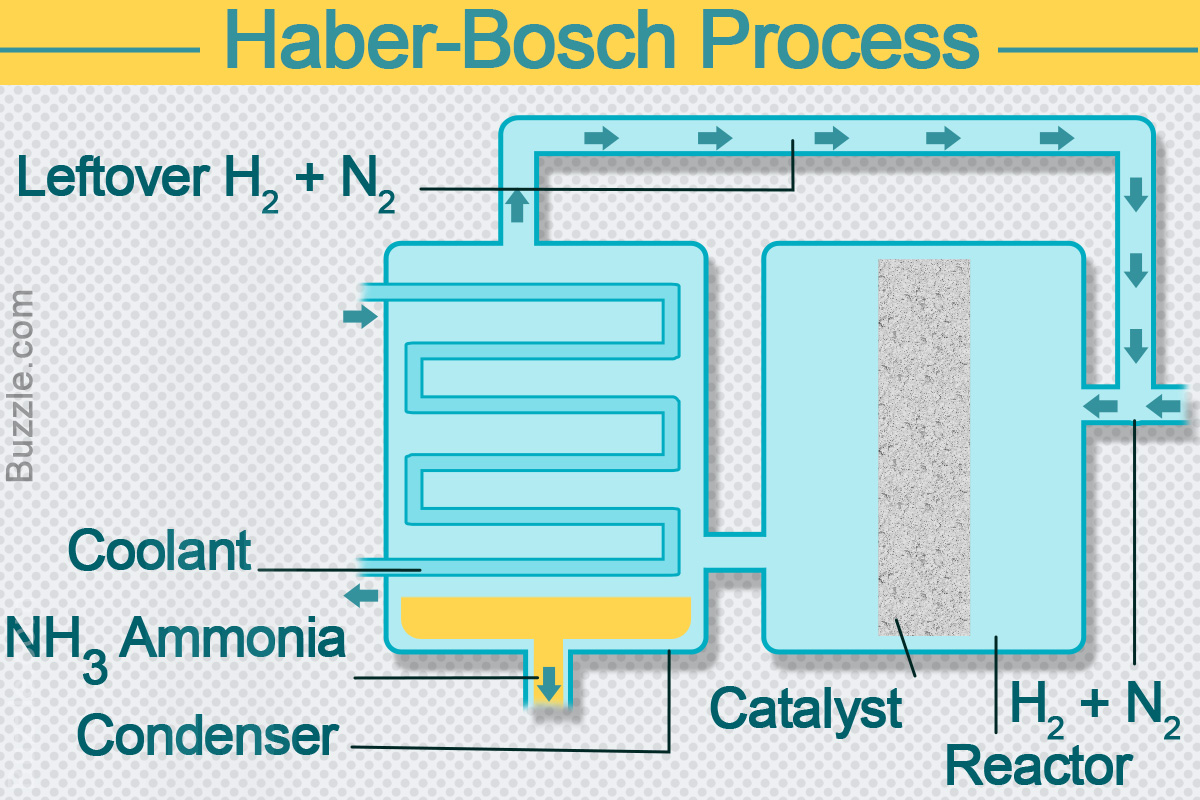 Haber-Bosch Process
Leftover H₂ + N₂
Buzzle.com
Coolant
NH₃ Ammonia
Condenser
Catalyst
H₂ + N₂
Reactor